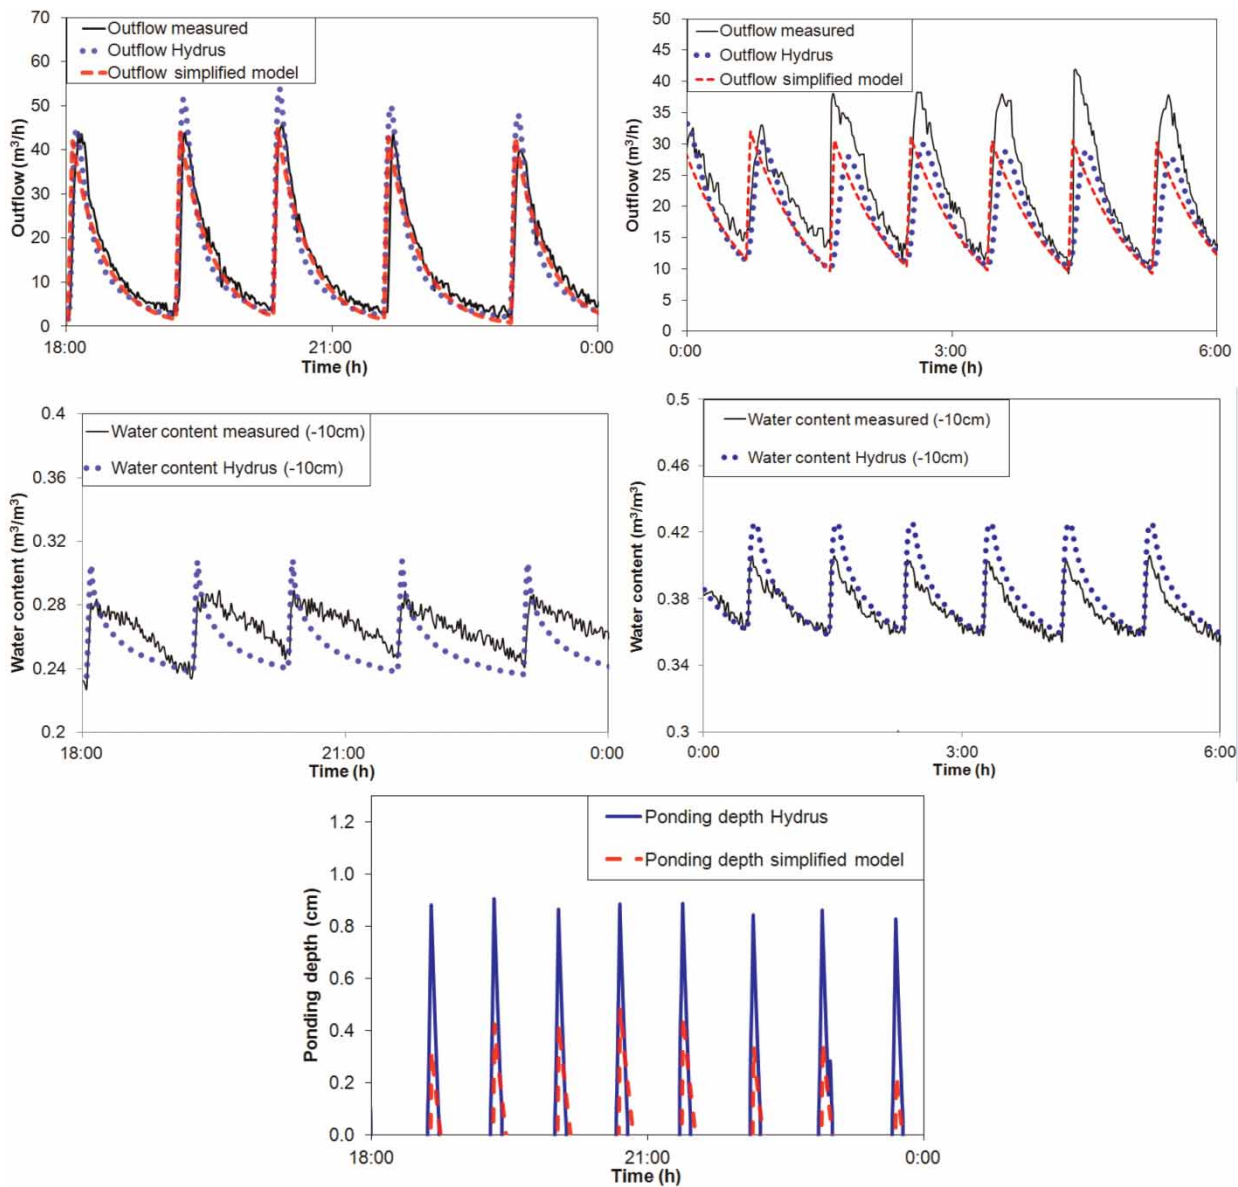 70
60
50
40
30
20
10
0
Outflow (m³/h)
Outflow measured
Outflow Hydrus
Outflow simplified model
18:00
21:00
0:00
Time (h)
50
45
40
35
30
25
20
15
10
5
0
Outflow (m³/h)
Outflow measured
Outflow Hydrus
Outflow simplified model
0:00
3:00
6:00
Time (h)
0.4
0.36
0.32
0.28
0.24
0.2
Water content (m³/m³)
Water content measured (-10cm)
Water content Hydrus (-10cm)
18:00
21:00
0:00
Time (h)
0.5
0.46
0.42
0.38
0.34
0.3
Water content (m³/m³)
Water content measured (-10cm)
Water content Hydrus (-10cm)
0:00
3:00
6:00
Time (h)
1.2
1.0
0.8
0.6
0.4
0.2
0.0
Ponding depth (cm)
Ponding depth Hydrus
Ponding depth simplified model
18:00
21:00
0:00
Time (h)